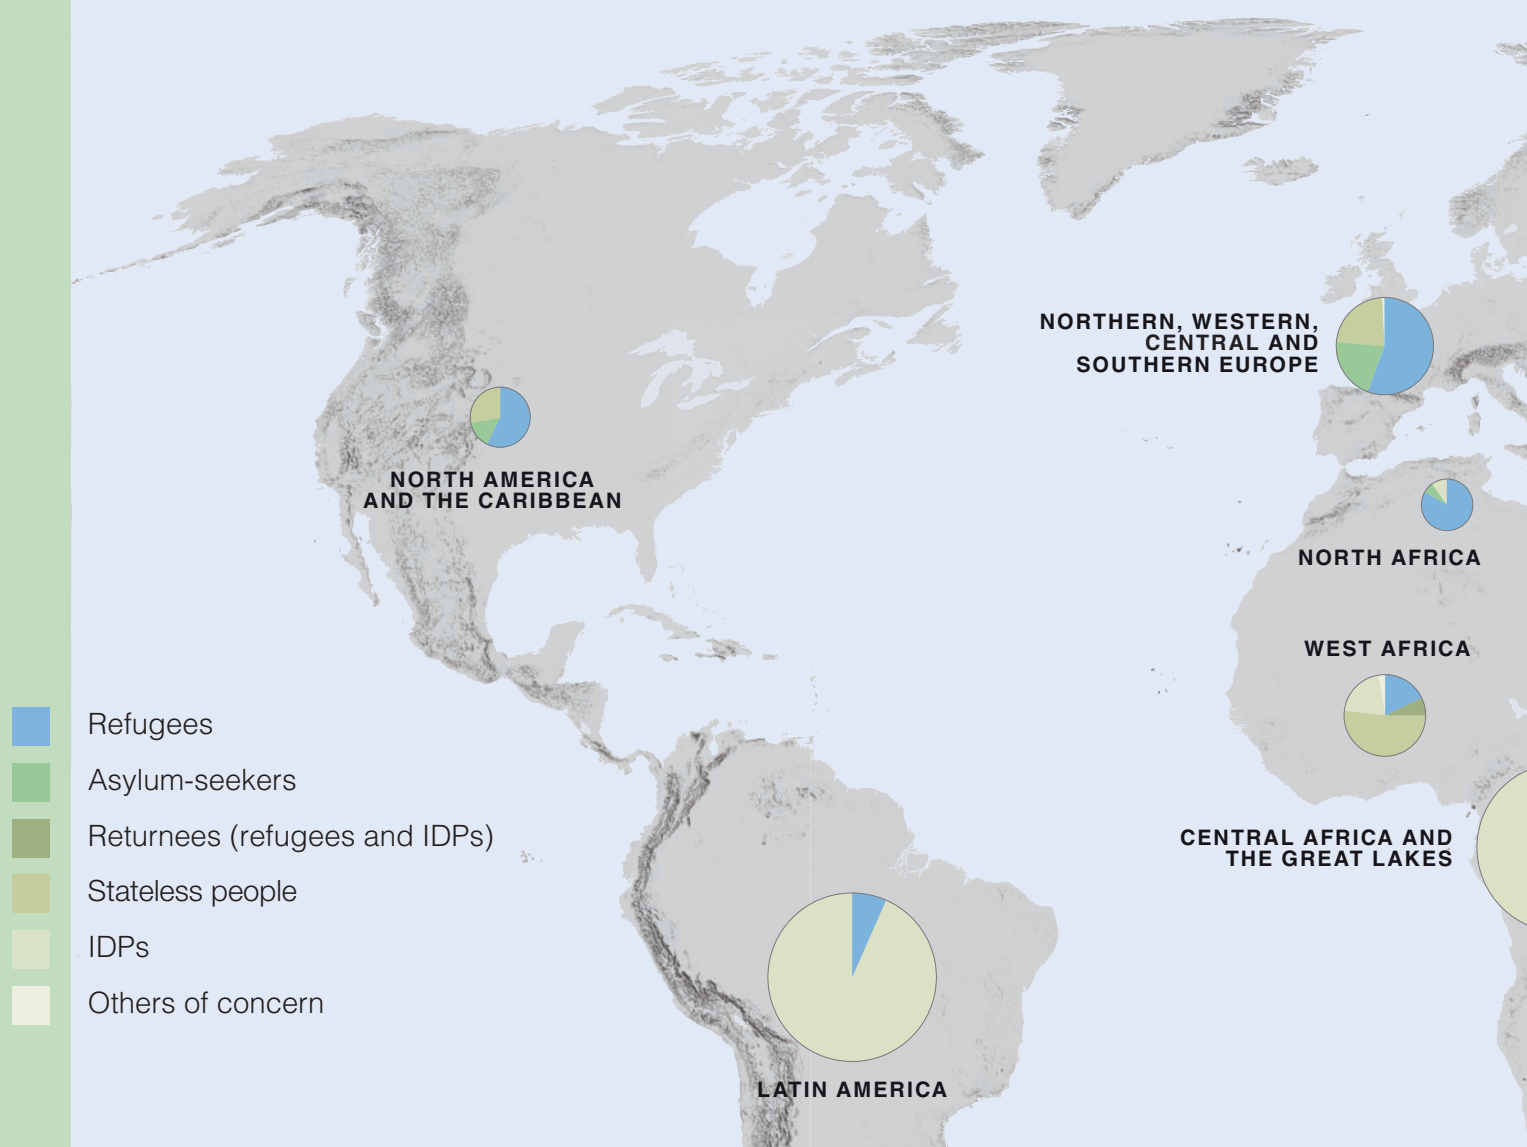 NORTHERN, WESTERN,
CENTRAL AND
SOUTHERN EUROPE
NORTH AMERICA
AND THE CARIBBEAN
NORTH AFRICA
WEST AFRICA
Refugees
Asylum-seekers
Returnees (refugees and IDPs)
Stateless people
IDPs
Others of concern
CENTRAL AFRICA AND
THE GREAT LAKES
LATIN AMERICA